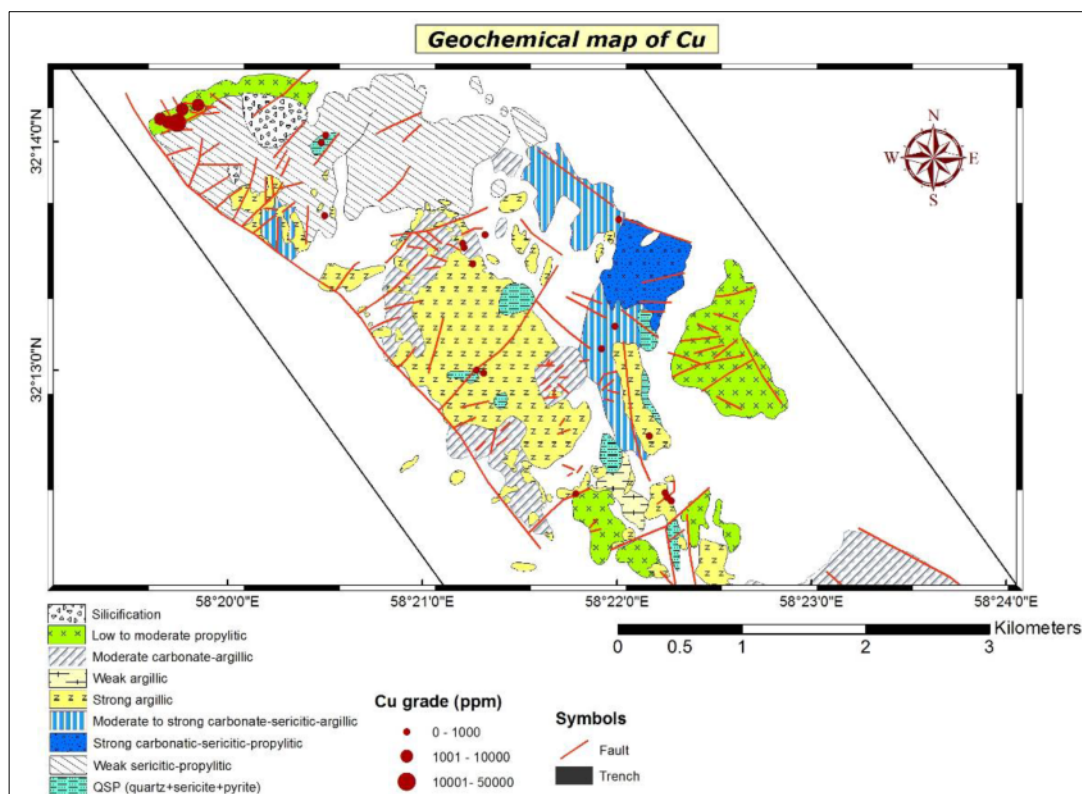 Geochemical map of Cu
32°14'0"N
32°13'0"N
N
W
E
S
58°20'0"E
58°21'0"E
58°22'0"E
58°23'0"E
58°24'0"E
Kilometers
0
0.5
1
2
3
Silicification
Low to moderate propylitic
Moderate carbonate-argillic
Weak argillic
Strong argillic
Moderate to strong carbonate-sericitic-argillic
Strong carbonatic-sericitic-propylitic
Weak sericitic-propylitic
QSP (quartz+sericite+pyrite)
Cu grade (ppm)
0 - 1000
1001 - 10000
10001- 50000
Symbols
Fault
Trench